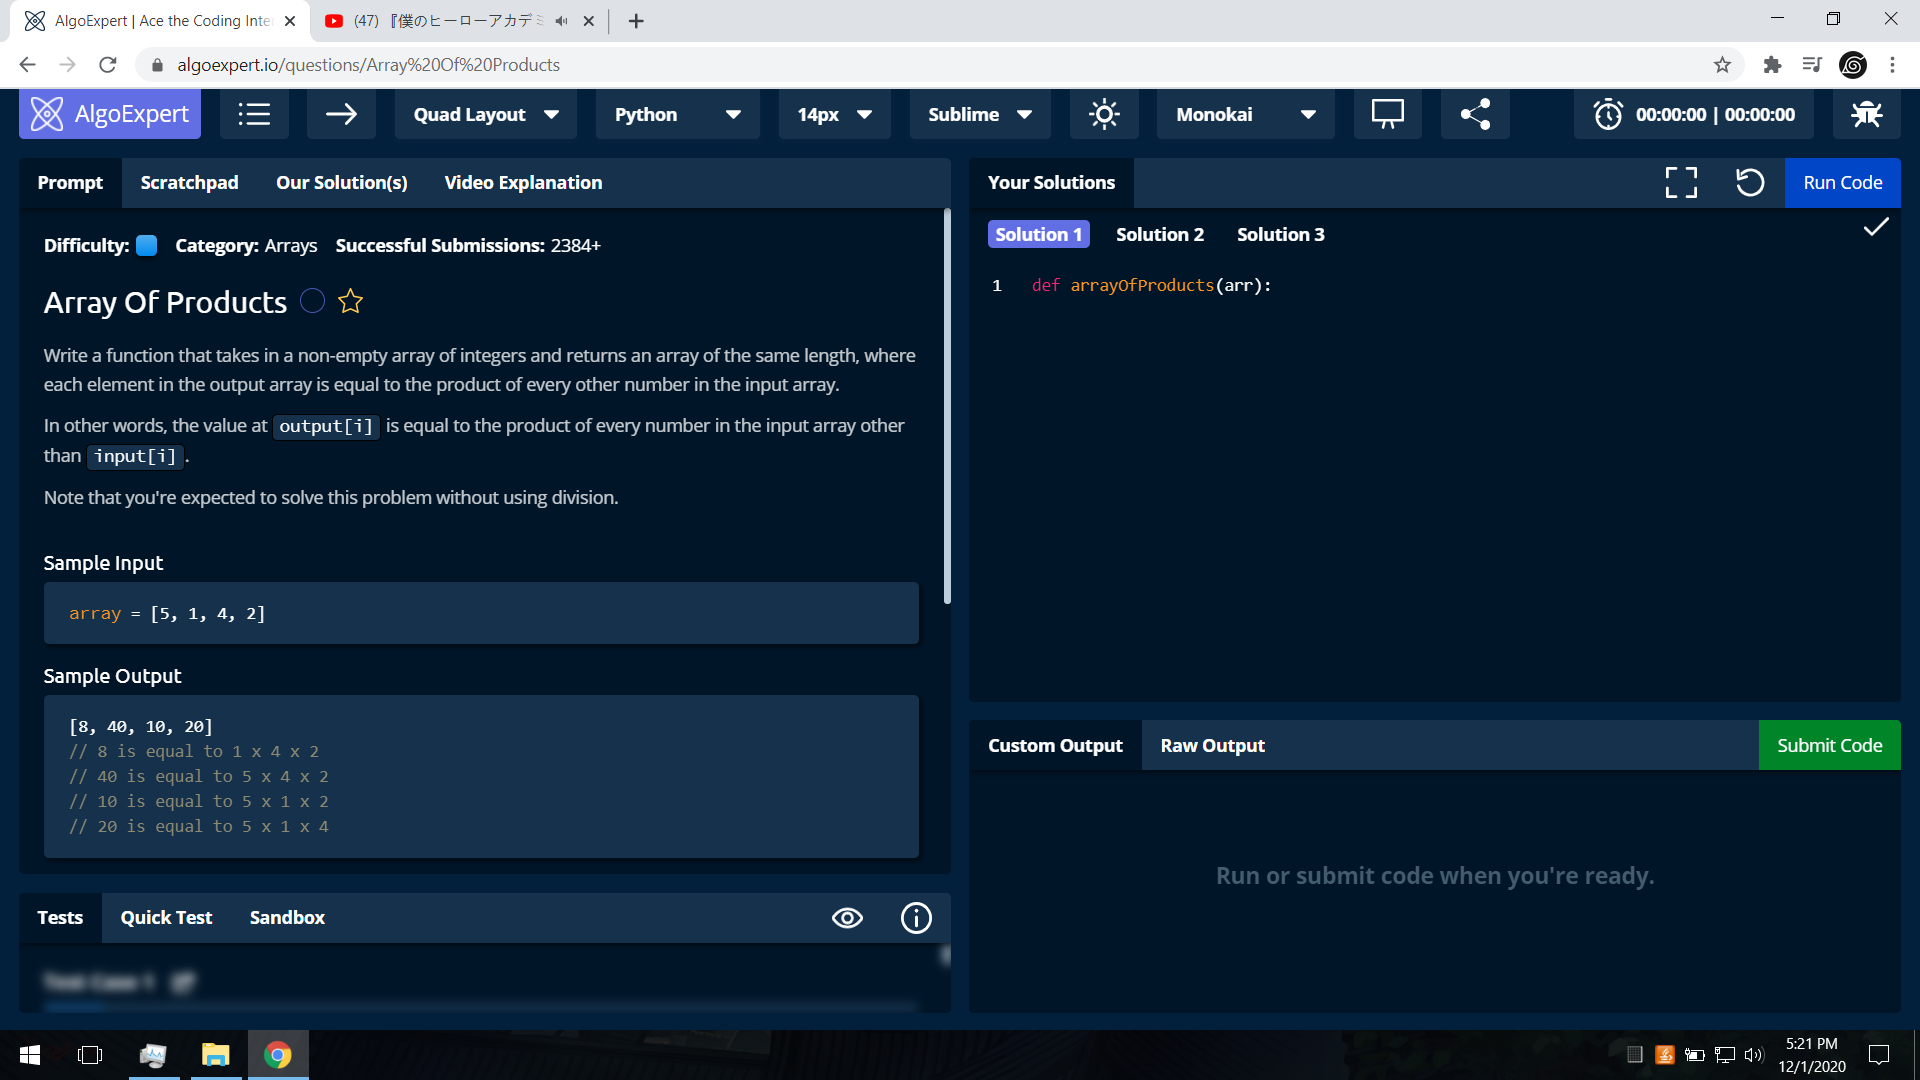 AlgoExpert | Ace the Coding Inte
(47) 『僕のヒーローアカデミ
algoexpert.io/questions/Array%20Of%20Products
AlgoExpert
Quad Layout
Python
14px
Sublime
Monokai
00:00:00 | 00:00:00
Prompt
Scratchpad
Our Solution(s)
Video Explanation
Difficulty:
Category: Arrays
Successful Submissions: 2384+
Array Of Products
Write a function that takes in a non-empty array of integers and returns an array of the same length, where
each element in the output array is equal to the product of every other number in the input array.
In other words, the value at output[i] is equal to the product of every number in the input array other
than input[i].
Note that you're expected to solve this problem without using division.
Sample Input
array = [5, 1, 4, 2]
Sample Output
[8, 40, 10, 20]
// 8 is equal to 1 x 4 x 2
// 40 is equal to 5 x 4 x 2
// 10 is equal to 5 x 1 x 2
// 20 is equal to 5 x 1 x 4
Tests
Quick Test
Sandbox
Test Case 1
Your Solutions
Run Code
Solution 1
Solution 2
Solution 3
1 def arrayOfProducts(arr):
Custom Output
Raw Output
Submit Code
Run or submit code when you're ready.
5:21 PM
12/1/2020